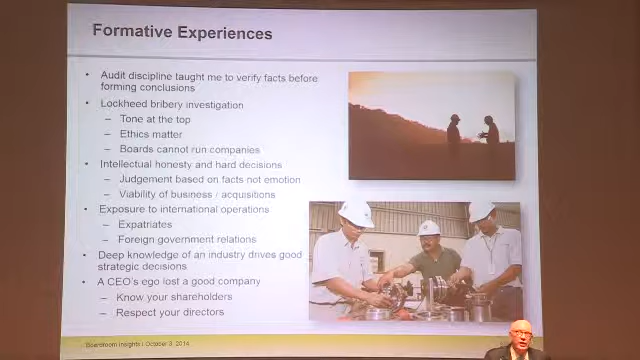 Formative Experiences
• Audit discipline taught me to verify facts before
forming conclusions
• Lockheed bribery investigation
– Tone at the top
– Ethics matter
– Boards cannot run companies
• Intellectual honesty and hard decisions
– Judgement based on facts not emotion
– Viability of business / acquisitions
• Exposure to international operations
– Expatriates
– Foreign government relations
• Deep knowledge of an industry drives good
strategic decisions
• A CEO's ego lost a good company
– Know your shareholders
– Respect your directors
Boardroom Insights I October 3, 2014